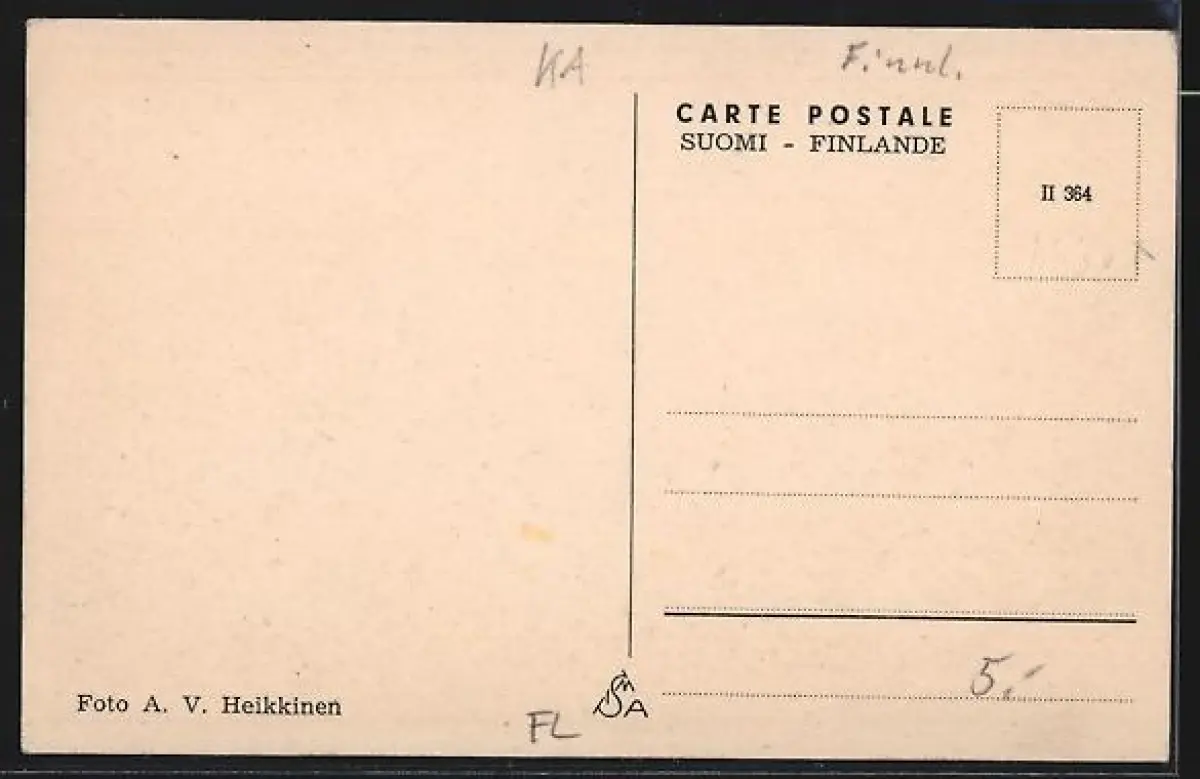 KA
Finnl.
CARTE POSTALE
SUOMI - FINLANDE
II 364
5,-
Foto A. V. Heikkinen
FL